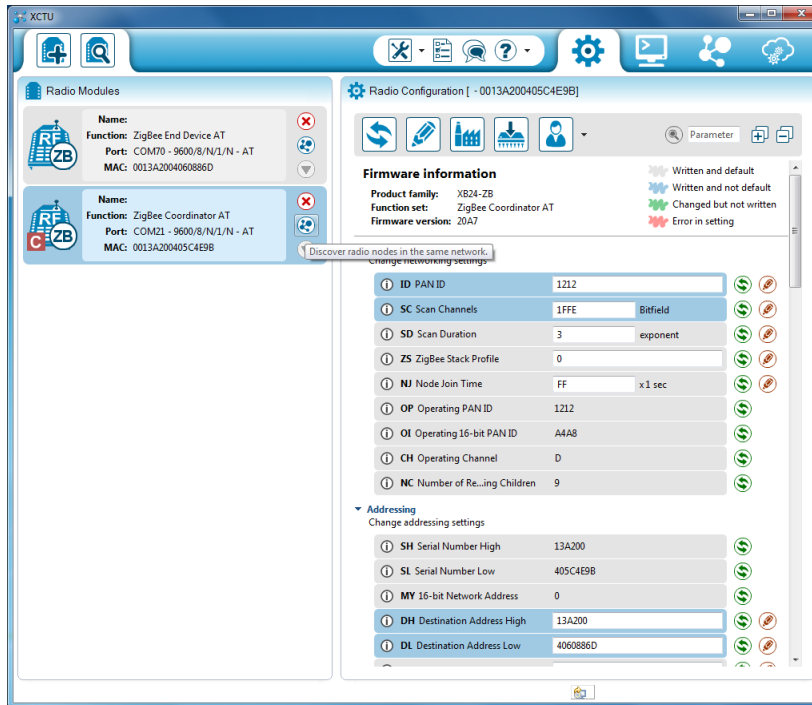 XCTU
Radio Modules
RF
ZB
Name:
Function: ZigBee End Device AT
Port: COM70 - 9600/8/N/1/N - AT
MAC: 0013A2004060886D
RF
C
ZB
Name:
Function: ZigBee Coordinator AT
Port: COM21 - 9600/8/N/1/N - AT
MAC: 0013A200405C4E9B
Discover radio nodes in the same network.
Radio Configuration [ - 0013A200405C4E9B]
Parameter
Firmware information
Product family: XB24-ZB
Function set: ZigBee Coordinator AT
Firmware version: 20A7
Written and default
Written and not default
Changed but not written
Error in setting
Change networking settings
ID PAN ID 1212
SC Scan Channels 1FFE Bitfield
SD Scan Duration 3 exponent
ZS ZigBee Stack Profile 0
NJ Node Join Time FF x 1 sec
OP Operating PAN ID 1212
OI Operating 16-bit PAN ID A4A8
CH Operating Channel D
NC Number of Re...ing Children 9
Addressing
Change addressing settings
SH Serial Number High 13A200
SL Serial Number Low 405C4E9B
MY 16-bit Network Address 0
DH Destination Address High 13A200
DL Destination Address Low 4060886D